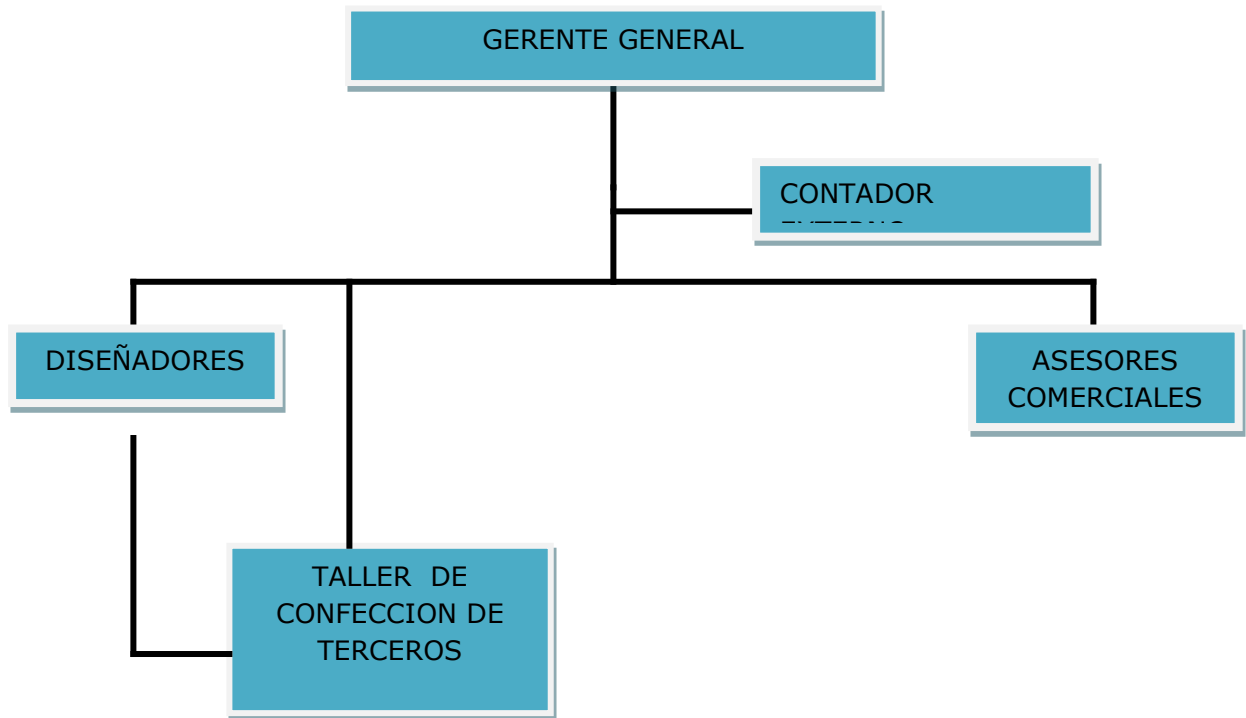 GERENTE GENERAL
CONTADOR
DISEÑADORES
ASESORES
COMERCIALES
TALLER DE
CONFECCION DE
TERCEROS